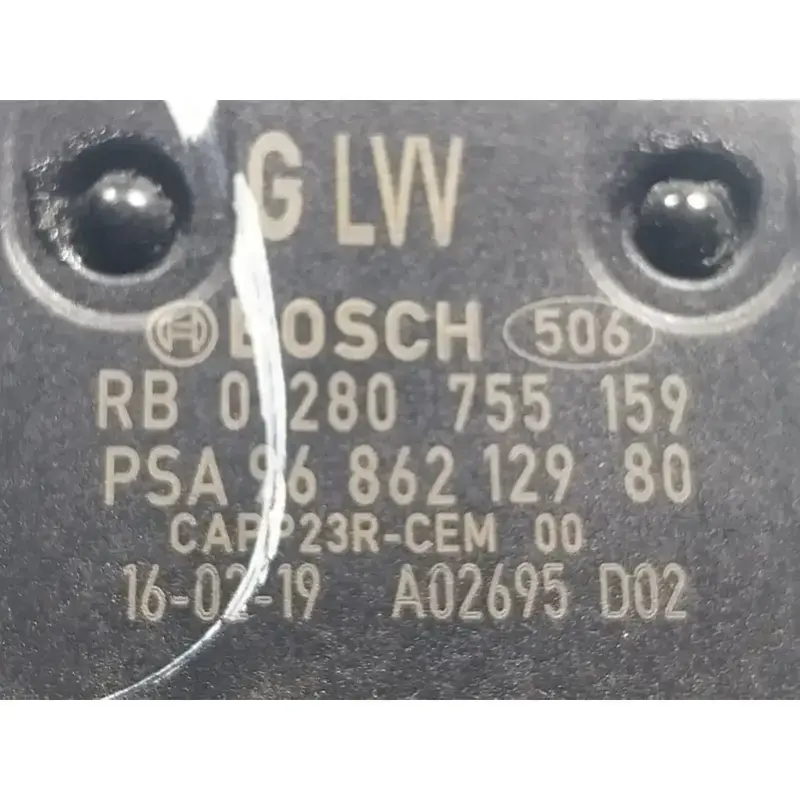 G LW
BOSCH 506
RB 0 280 755 159
PSA 96 862 129 80
CAPP23R-CEM 00
16-02-19 A02695 D02